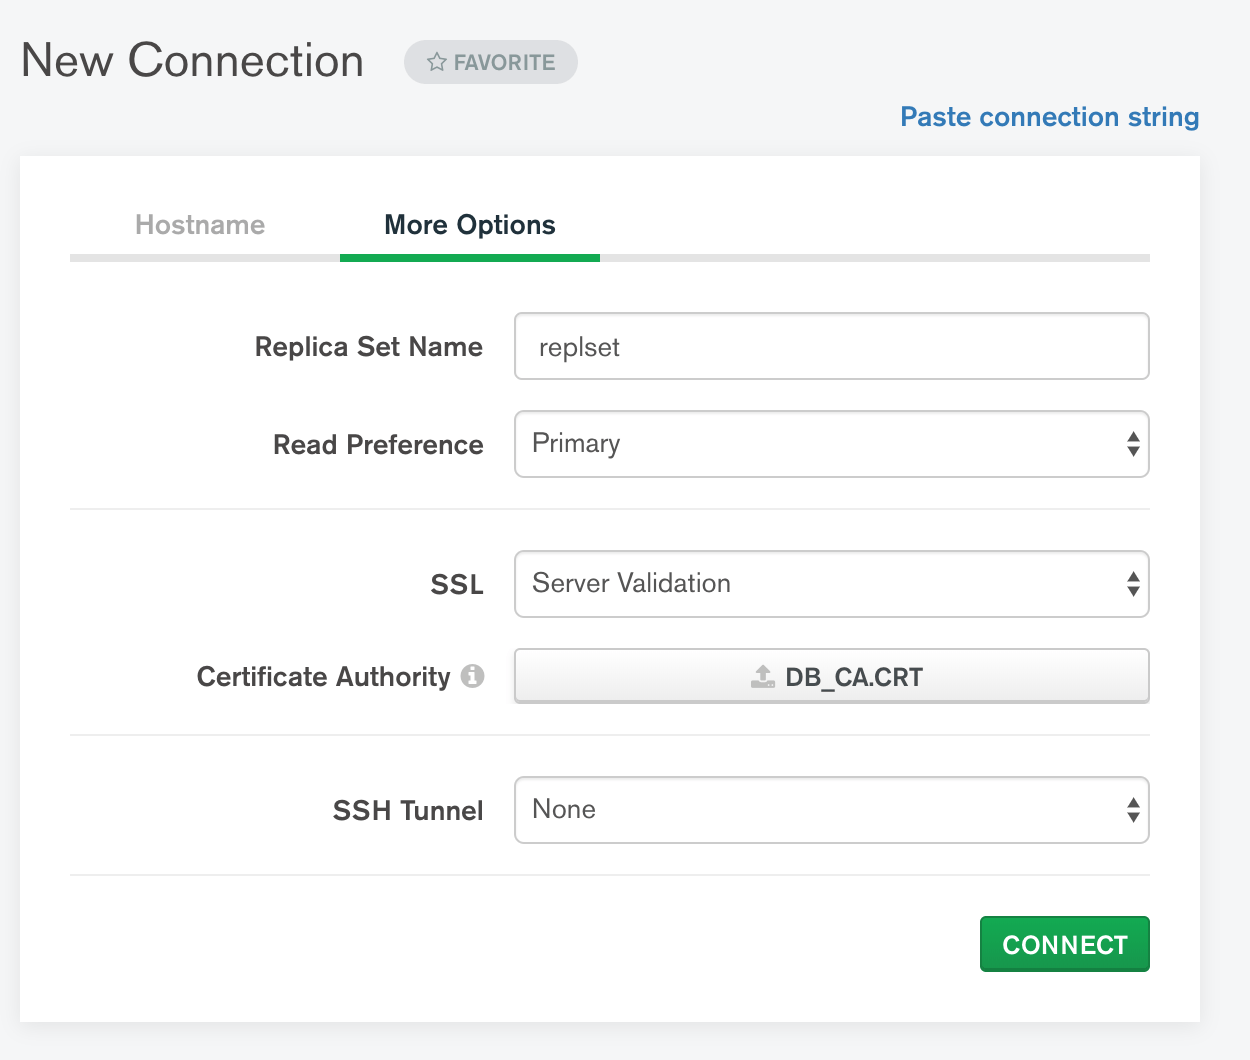 New Connection
FAVORITE
Paste connection string
Hostname
More Options
Replica Set Name
replset
Read Preference
Primary
SSL
Server Validation
Certificate Authority
DB_CA.CRT
SSH Tunnel
None
CONNECT